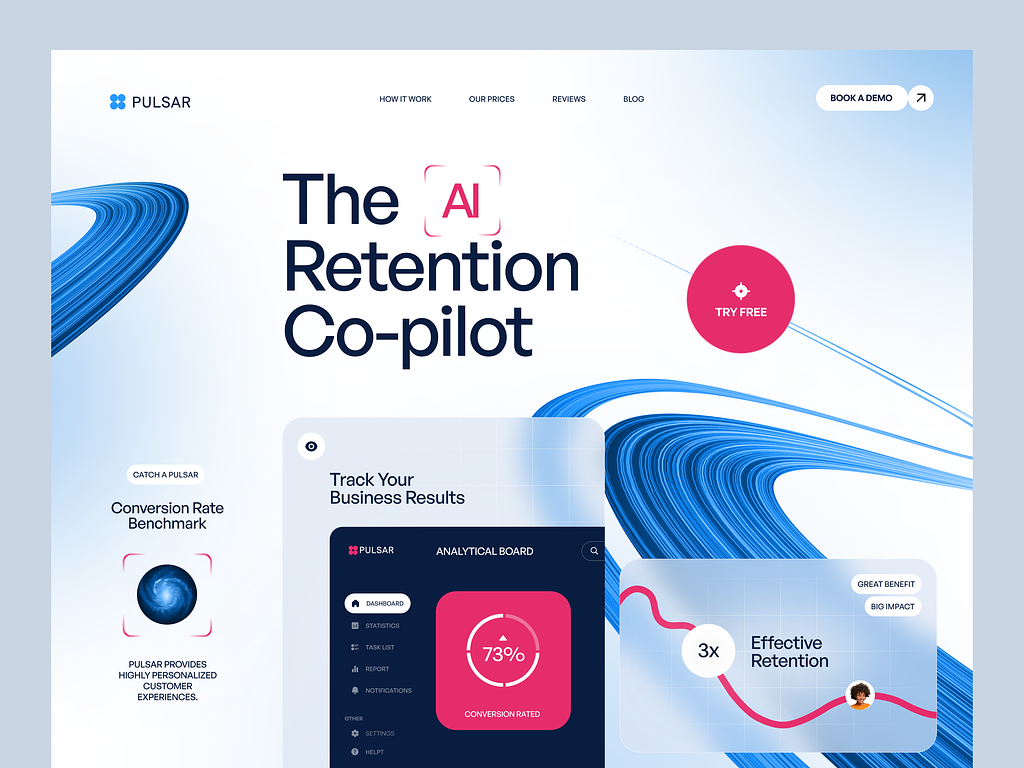 PULSAR
HOW IT WORK
OUR PRICES
REVIEWS
BLOG
BOOK A DEMO
The AI
Retention
Co-pilot
TRY FREE
CATCH A PULSAR
Conversion Rate
Benchmark
PULSAR PROVIDES
HIGHLY PERSONALIZED
CUSTOMER
EXPERIENCES.
Track Your
Business Results
PULSAR
ANALYTICAL BOARD
DASHBOARD
STATISTICS
TASK LIST
REPORT
NOTIFICATIONS
OTHER
SETTINGS
HELPT
73%
CONVERSION RATED
GREAT BENEFIT
BIG IMPACT
3x
Effective
Retention